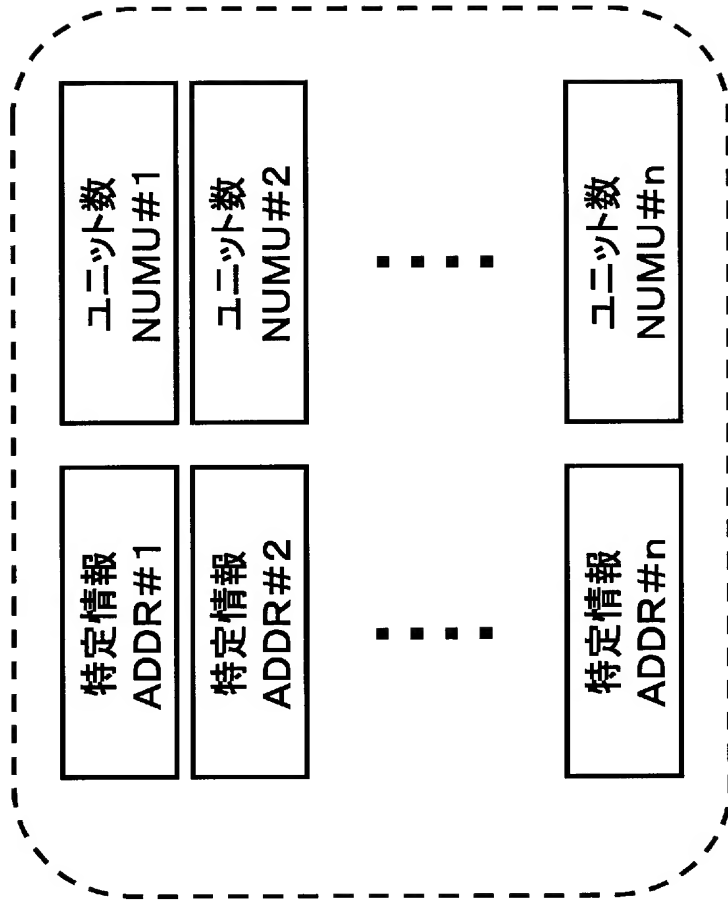 特定情報
ADDR#1
ユニット数
NUMU#1
特定情報
ADDR#2
ユニット数
NUMU#2
特定情報
ADDR#n
ユニット数
NUMU#n